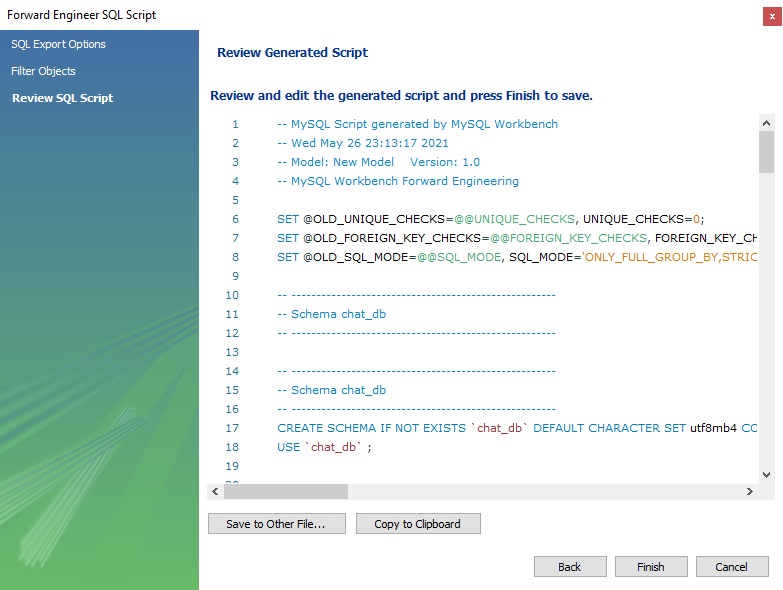 Forward Engineer SQL Script
x
SQL Export Options
Filter Objects
Review SQL Script
Review Generated Script
Review and edit the generated script and press Finish to save.
1 -- MySQL Script generated by MySQL Workbench
2 -- Wed May 26 23:13:17 2021
3 -- Model: New Model    Version: 1.0
4 -- MySQL Workbench Forward Engineering
5
6 SET @OLD_UNIQUE_CHECKS=@@UNIQUE_CHECKS, UNIQUE_CHECKS=0;
7 SET @OLD_FOREIGN_KEY_CHECKS=@@FOREIGN_KEY_CHECKS, FOREIGN_KEY_CH
8 SET @OLD_SQL_MODE=@@SQL_MODE, SQL_MODE='ONLY_FULL_GROUP_BY,STRIC
9
10 -- -----------------------------------------------------
11 -- Schema chat_db
12 -- -----------------------------------------------------
13
14 -- -----------------------------------------------------
15 -- Schema chat_db
16 -- -----------------------------------------------------
17 CREATE SCHEMA IF NOT EXISTS `chat_db` DEFAULT CHARACTER SET utf8mb4 CO
18 USE `chat_db` ;
19
Save to Other File...
Copy to Clipboard
Back
Finish
Cancel